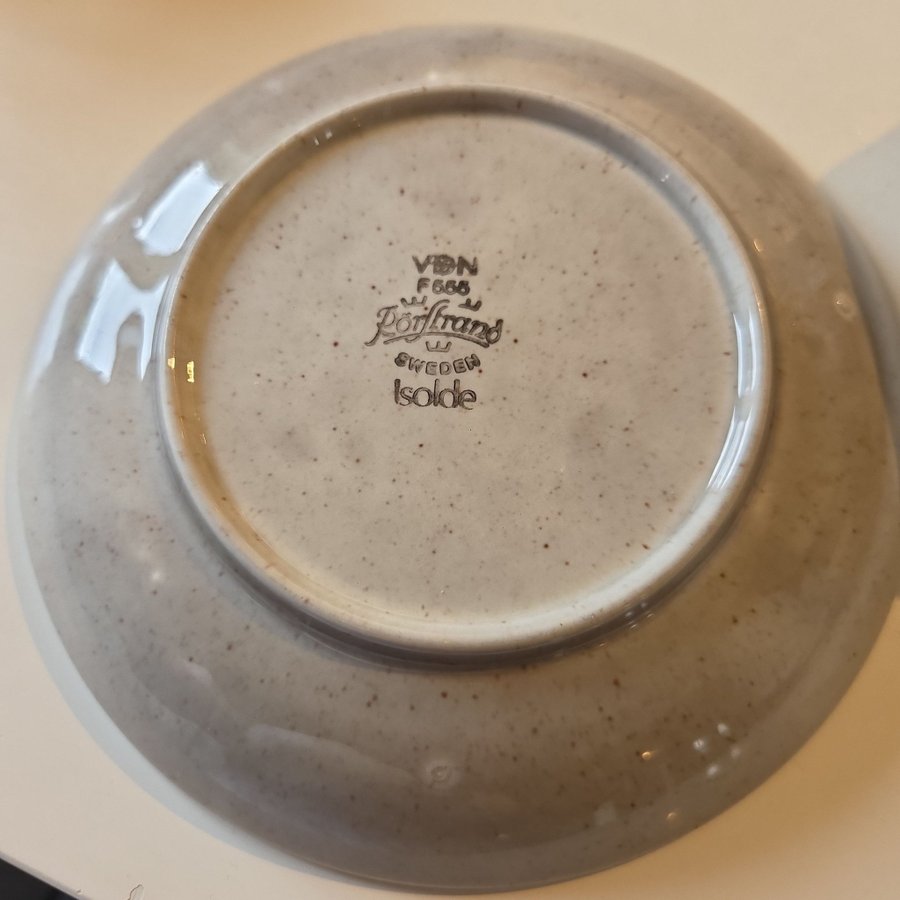 VDN
F 555
Rörstrand
SWEDEN
Isolde